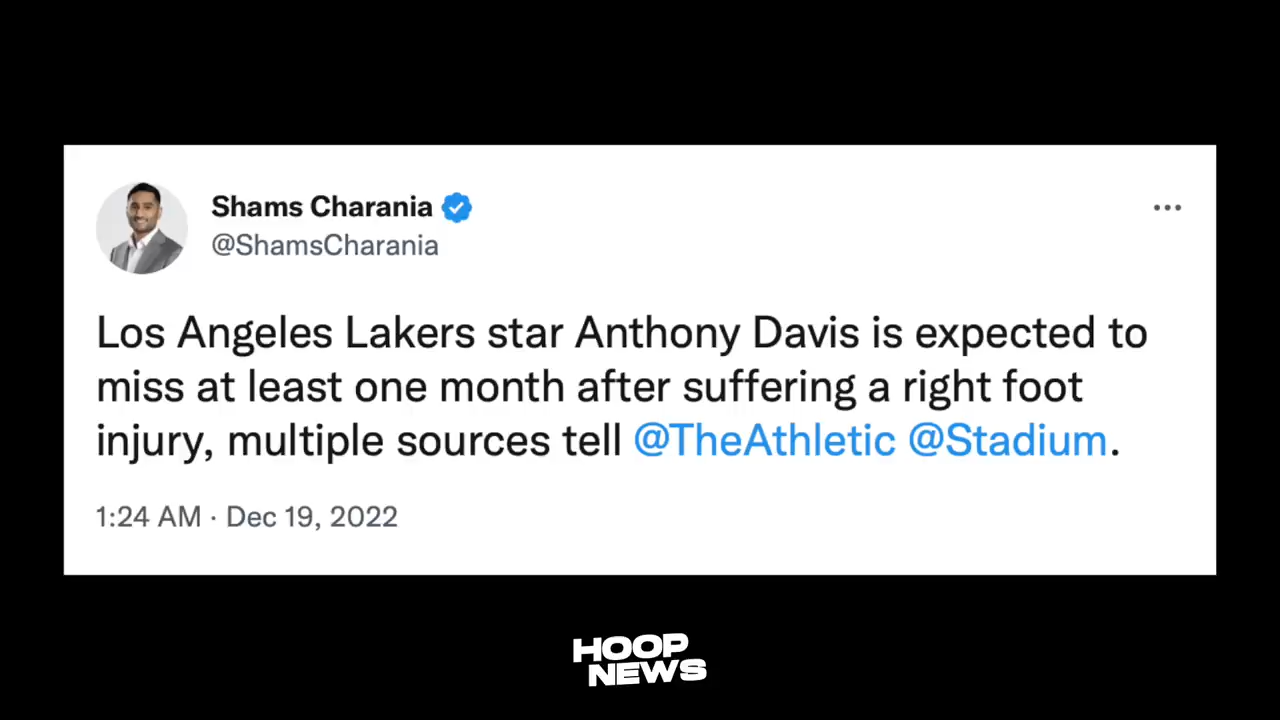 Shams Charania
@ShamsCharania
Los Angeles Lakers star Anthony Davis is expected to
miss at least one month after suffering a right foot
injury, multiple sources tell @TheAthletic @Stadium.
1:24 AM · Dec 19, 2022
HOOP
NEWS